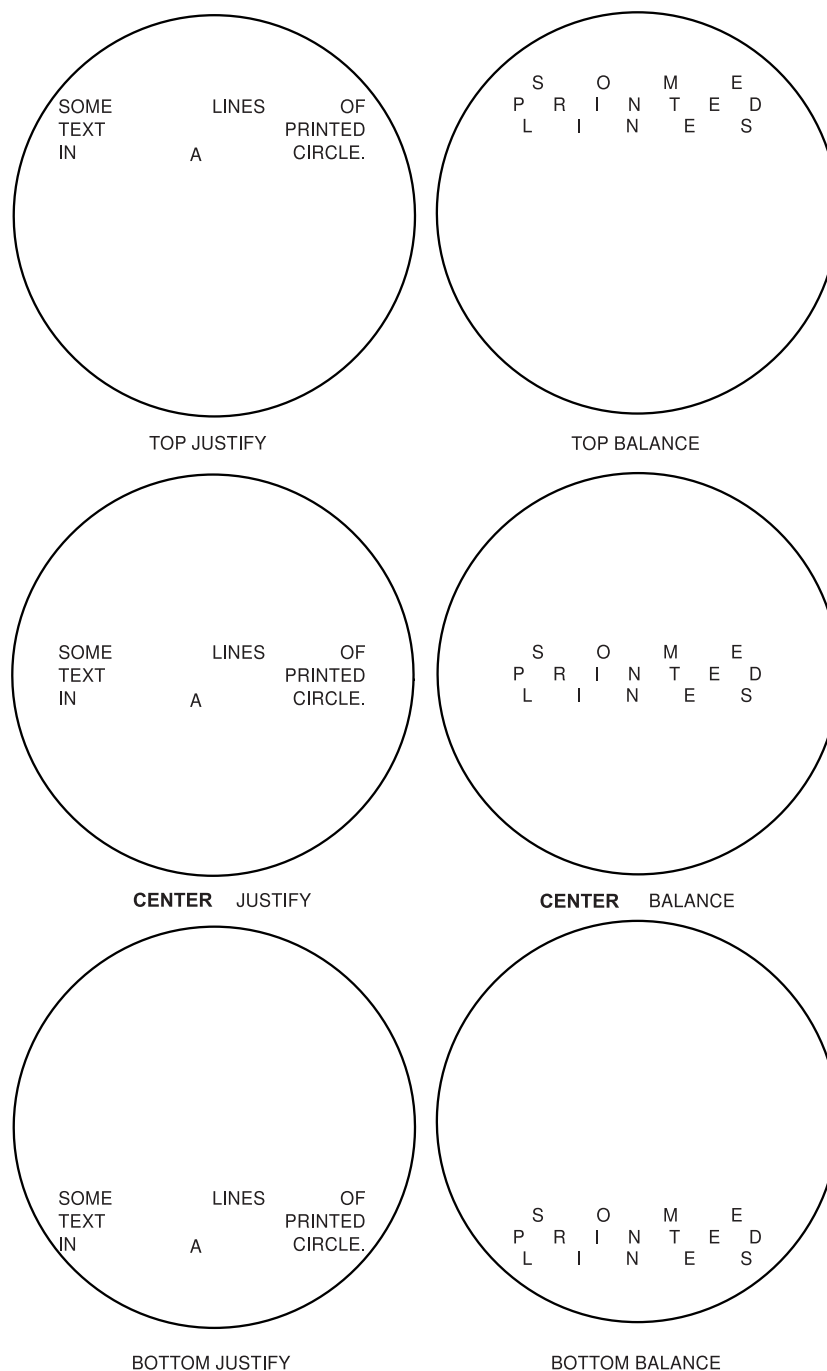 SOME LINES OF
TEXT PRINTED
IN A CIRCLE.
TOP JUSTIFY
S O M E
P R I N T E D
L I N E S
TOP BALANCE
SOME LINES OF
TEXT PRINTED
IN A CIRCLE.
CENTER JUSTIFY
S O M E
P R I N T E D
L I N E S
CENTER BALANCE
SOME LINES OF
TEXT PRINTED
IN A CIRCLE.
BOTTOM JUSTIFY
S O M E
P R I N T E D
L I N E S
BOTTOM BALANCE